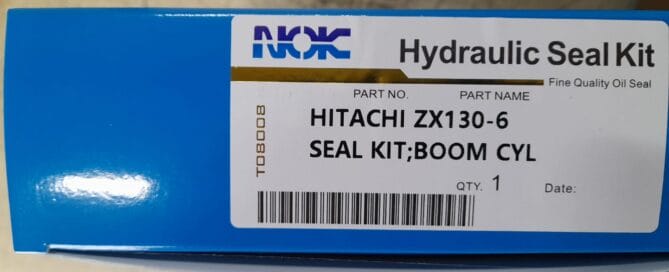 NOK
Hydraulic Seal Kit
Fine Quality Oil Seal
PART NO. PART NAME
HITACHI ZX130-6
SEAL KIT;BOOM CYL
QTY. 1 Date:
T08008